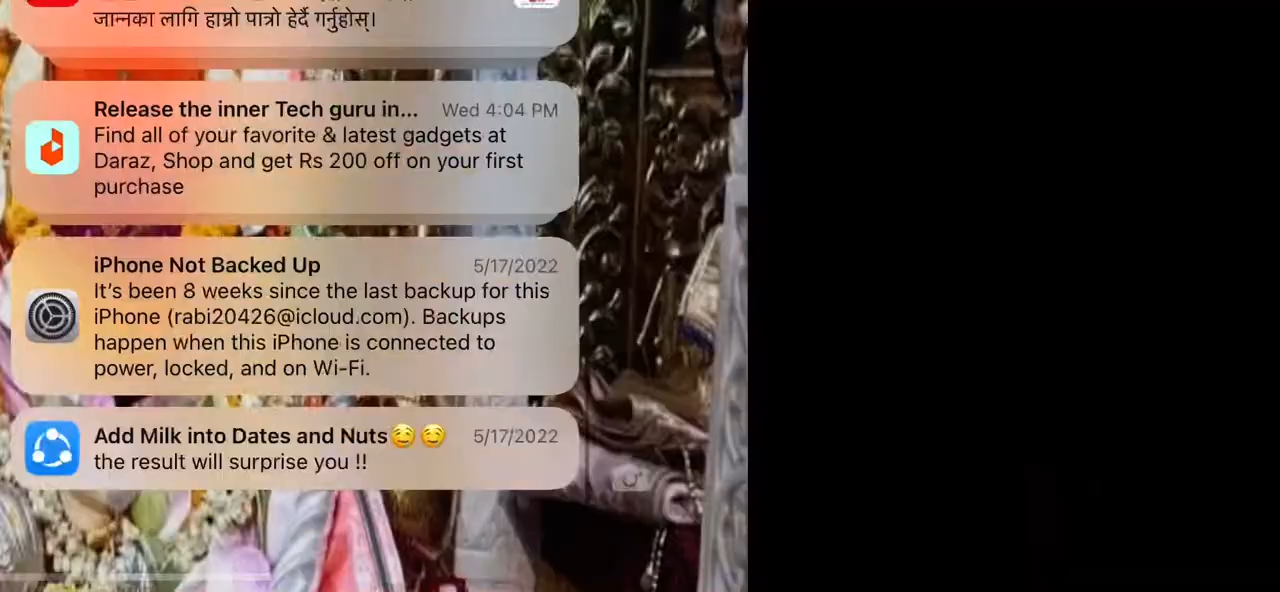 जान्नका लागि हाम्रो पात्रो हेर्दै गर्नुहोस्।
Release the inner Tech guru in... Wed 4:04 PM
Find all of your favorite & latest gadgets at
Daraz, Shop and get Rs 200 off on your first
purchase
iPhone Not Backed Up 5/17/2022
It’s been 8 weeks since the last backup for this
iPhone (rabi20426@icloud.com). Backups
happen when this iPhone is connected to
power, locked, and on Wi-Fi.
Add Milk into Dates and Nuts🤤🤤 5/17/2022
the result will surprise you !!